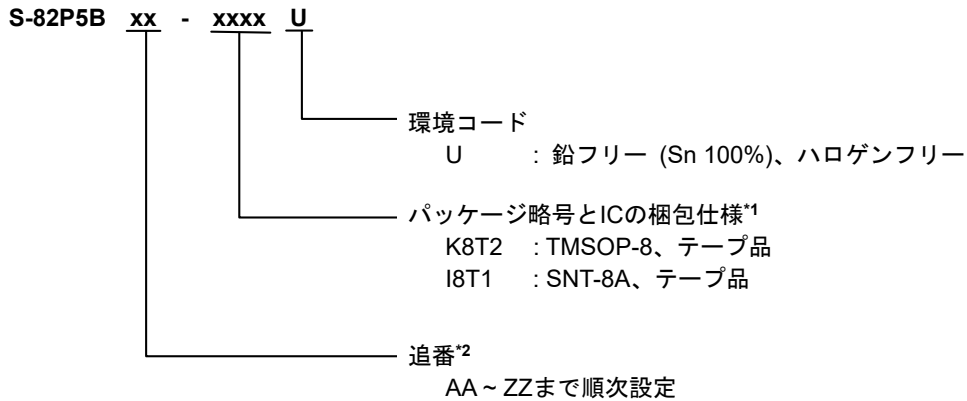 S-82P5B xx - xxxx U
環境コード
U : 鉛フリー (Sn 100%)、ハロゲンフリー
パッケージ略号とICの梱包仕様*1
K8T2 : TMSOP-8、テープ品
I8T1 : SNT-8A、テープ品
追番*2
AA ~ ZZまで順次設定